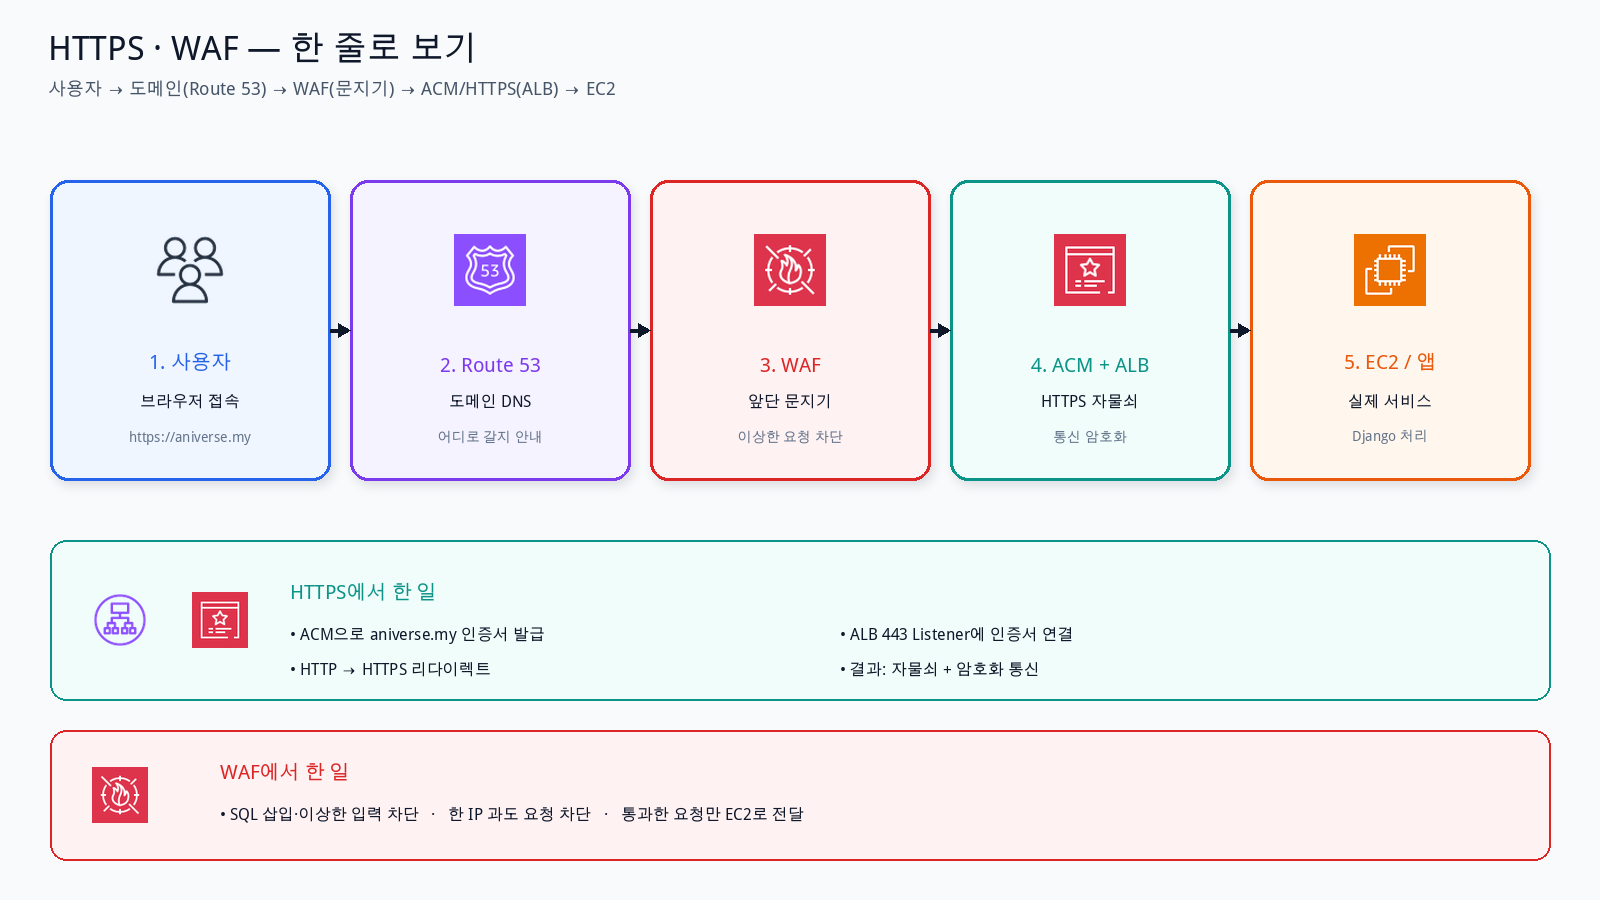 HTTPS · WAF — 한 줄로 보기
사용자 → 도메인(Route 53) → WAF(문지기) → ACM/HTTPS(ALB) → EC2
53
1. 사용자
브라우저 접속
https://aniverse.my
2. Route 53
도메인 DNS
어디로 갈지 안내
3. WAF
앞단 문지기
이상한 요청 차단
4. ACM + ALB
HTTPS 자물쇠
통신 암호화
5. EC2 / 앱
실제 서비스
Django 처리
HTTPS에서 한 일
• ACM으로 aniverse.my 인증서 발급
• ALB 443 Listener에 인증서 연결
• HTTP → HTTPS 리다이렉트
• 결과: 자물쇠 + 암호화 통신
WAF에서 한 일
• SQL 삽입·이상한 입력 차단 · 한 IP 과도 요청 차단 · 통과한 요청만 EC2로 전달